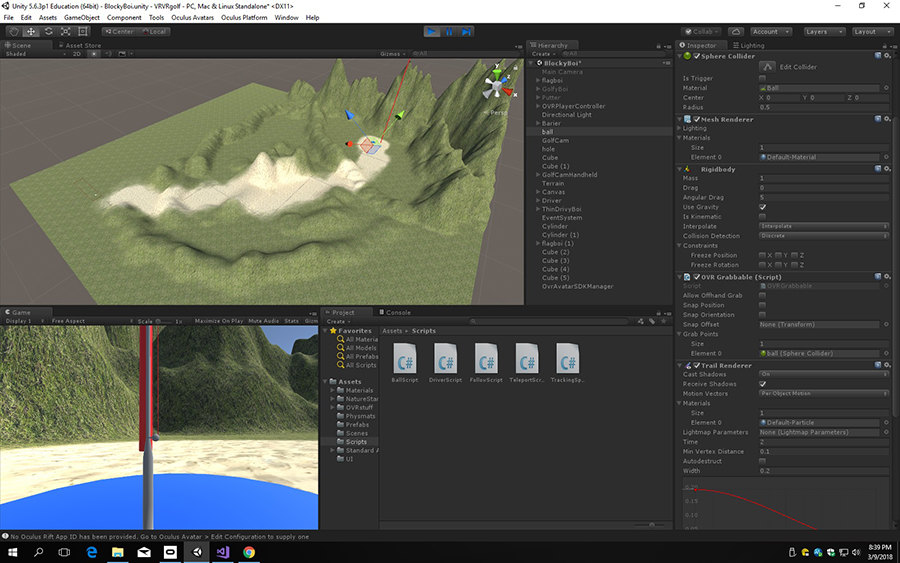 Unity 5.6.3p1 Education (64bit) - BlockyBoi.unity - VRVRgolf - PC, Mac & Linux Standalone* <DX11>
File Edit Assets GameObject Component Tools Oculus Avatars Oculus Platform Window Help
Center Local
Collab Account Layers Layout
Scene Asset Store
Shaded 2D Gizmos All
Persp
y x
Hierarchy
Create All
BlockyBoi*
Main Camera
flagboi
GolfyBoi
Putter
OVRPlayerController
Directional Light
Barier
ball
GolfCam
hole
Cube
Cube (1)
GolfCamHandheld
Terrain
Canvas
Driver
ThinDrivyBoi
EventSystem
Cylinder
Cylinder (1)
flagboi (1)
Cube (2)
Cube (3)
Cube (4)
Cube (5)
OvrAvatarSDKManager
Inspector Lighting
Sphere Collider
Edit Collider
Is Trigger
Material Ball
Center X 0 Y 0 Z 0
Radius 0.5
Mesh Renderer
Lighting
Materials
Size 1
Element 0 Default-Material
Rigidbody
Mass 1
Drag 0
Angular Drag 5
Use Gravity
Is Kinematic
Interpolate Interpolate
Collision Detection Discrete
Constraints
Freeze Position X Y Z
Freeze Rotation X Y Z
OVR Grabbable (Script)
Script OVRGrabbable
Allow Offhand Grab
Snap Position
Snap Orientation
Snap Offset None (Transform)
Grab Points
Size 1
Element 0 ball (Sphere Collider)
Trail Renderer
Cast Shadows On
Receive Shadows
Motion Vectors Per Object Motion
Materials
Size 1
Element 0 Default-Particle
Lightmap Parameters None (Lightmap Parameters)
Time 2
Min Vertex Distance 0.1
Autodestruct
Width 0.2
0.20
0.15
0.10
Game
Display 1 Free Aspect Scale 1x Maximize On Play Mute Audio Stats Gizm
Project Console
Create
Favorites
All Materia
All Models
All Prefabs
All Scripts
Assets
Materials
NatureStar
OVRstuff
Physmats
Prefabs
Scenes
Scripts
Standard A
UI
Assets Scripts
C# C# C# C# C#
BallScript DriverScript FollowScript TeleportScr... TrackingSp...
No Oculus Rift App ID has been provided. Go to Oculus Avatar > Edit Configuration to supply one
8:39 PM
3/9/2018